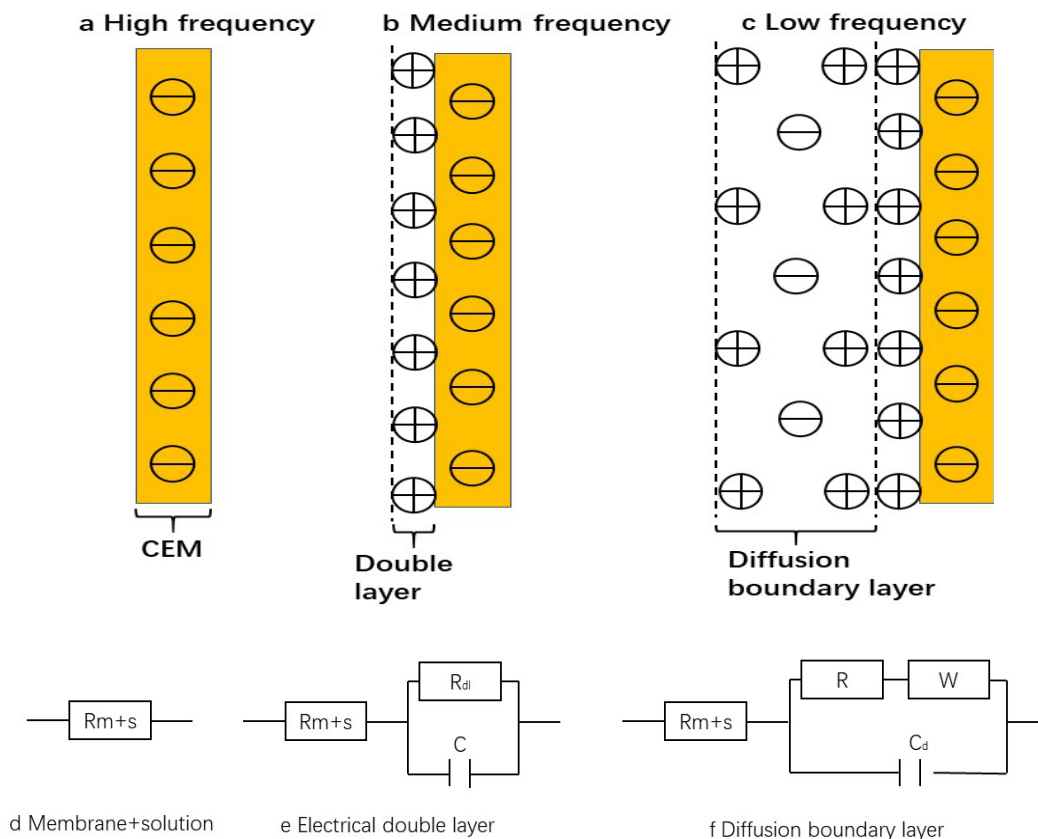 a High frequency
b Medium frequency
c Low frequency
CEM
Double
layer
Diffusion
boundary layer
Rm+s
Rm+s
Rdl
C
Rm+s
R
W
Cd
d Membrane+solution
e Electrical double layer
f Diffusion boundary layer